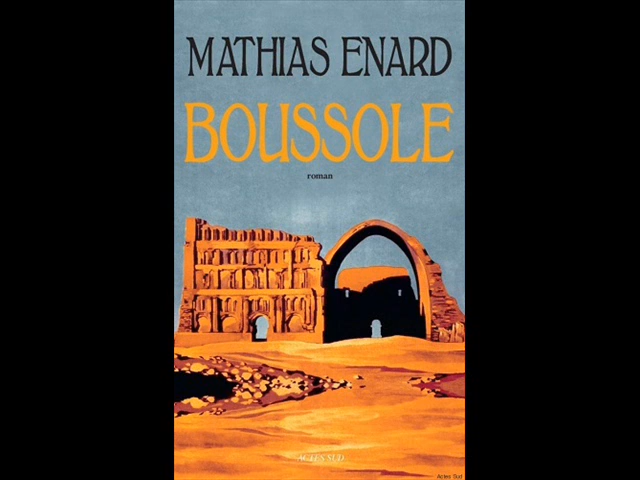 MATHIAS ENARD
BOUSSOLE
roman
ACTES SUD
Actes Sud